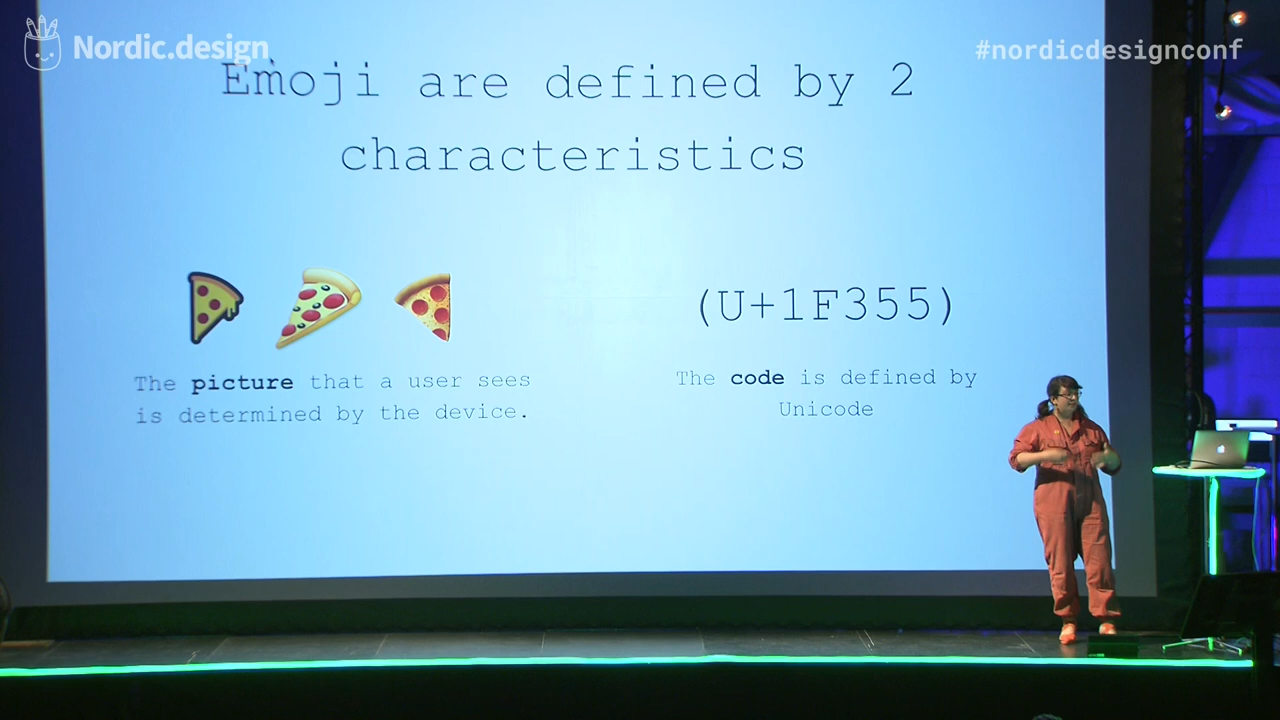 Nordic.design
#nordicdesignconf
Emoji are defined by 2
characteristics
(U+1F355)
The picture that a user sees
is determined by the device.
The code is defined by
Unicode